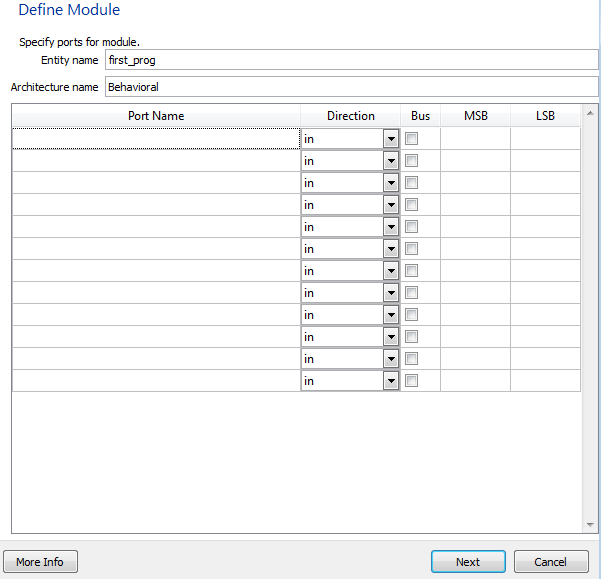 Define Module
Specify ports for module.
Entity name first_prog
Architecture name Behavioral
Port Name Direction Bus MSB LSB
in
in
in
in
in
in
in
in
in
in
in
in
More Info Next Cancel